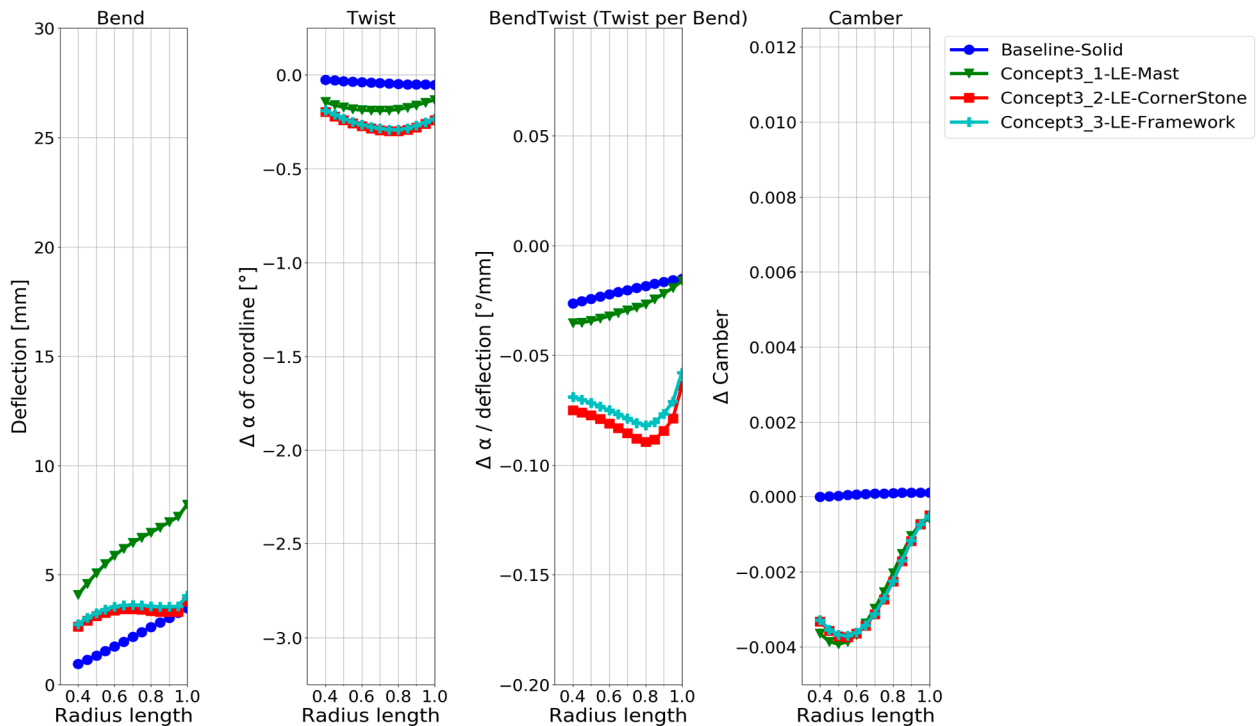 Bend
Twist
BendTwist (Twist per Bend)
Camber
Deflection [mm]
30
25
20
15
10
5
0
0.4 0.6 0.8 1.0
Radius length
Δ α of coordline [°]
0.0
−0.5
−1.0
−1.5
−2.0
−2.5
−3.0
0.4 0.6 0.8 1.0
Radius length
Δ α / deflection [°/mm]
0.05
0.00
−0.05
−0.10
−0.15
−0.20
0.4 0.6 0.8 1.0
Radius length
Δ Camber
0.012
0.010
0.008
0.006
0.004
0.002
0.000
−0.002
−0.004
0.4 0.6 0.8 1.0
Radius length
Baseline-Solid
Concept3_1-LE-Mast
Concept3_2-LE-CornerStone
Concept3_3-LE-Framework